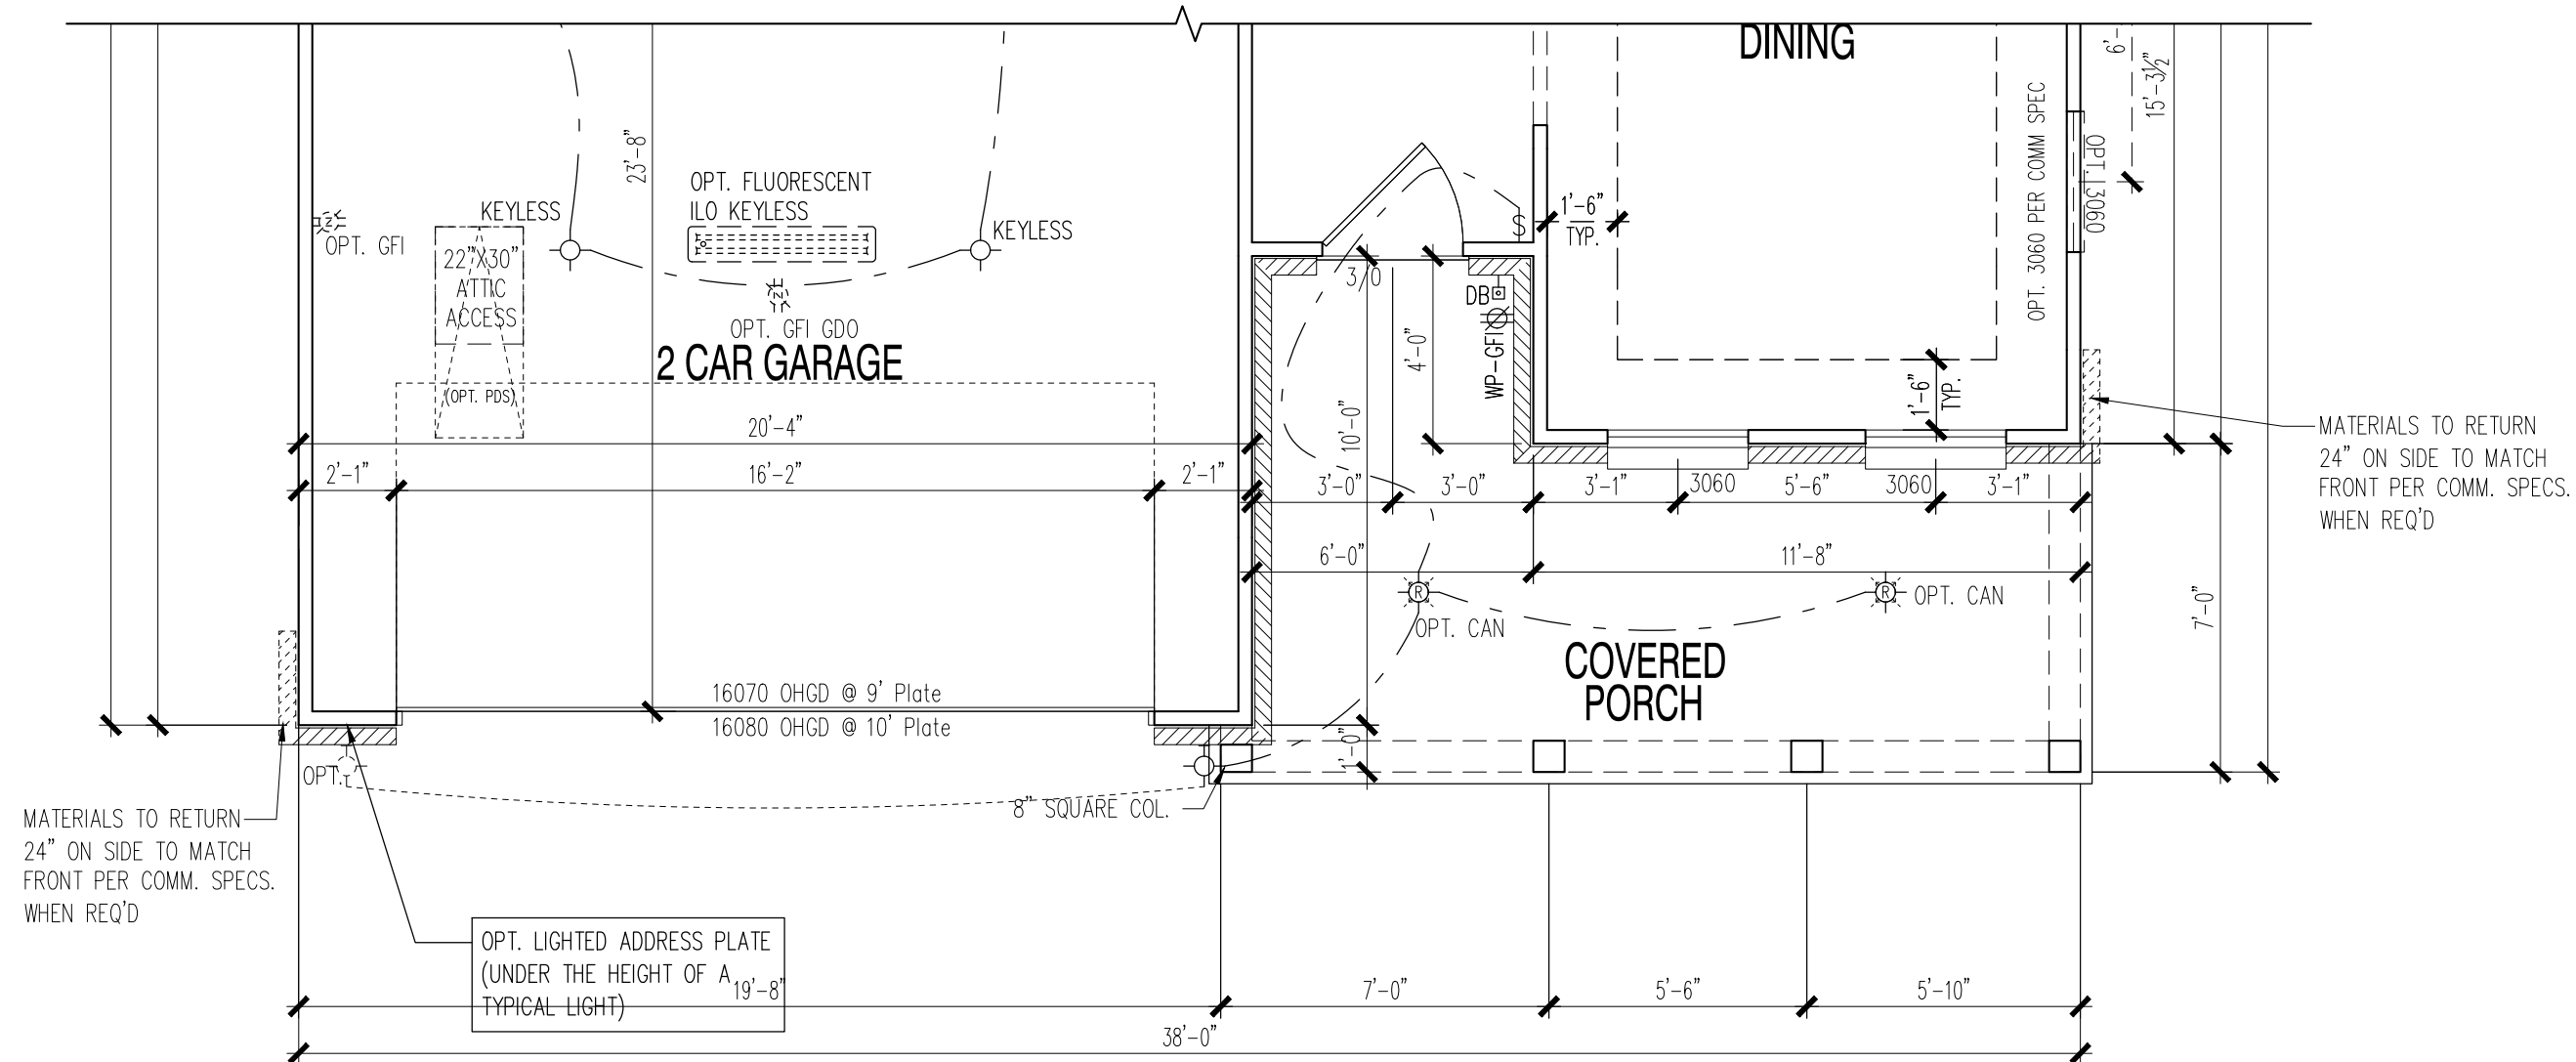 DINING
6'-
15'-3½"
23'-8"
OPT. 3060 PER COMM SPEC
OPT. 3060
OPT. FLUORESCENT
ILO KEYLESS
KEYLESS
KEYLESS
OPT. GFI
22"X30"
ATTIC
ACCESS
(OPT. PDS)
OPT. GFI GDO
2 CAR GARAGE
S
1'-6"
TYP.
3/0
DB
WP-GFI
4'-0"
10'-0"
1'-6"
TYP.
20'-4"
2'-1"
16'-2"
2'-1"
3'-0"
3'-0"
3'-1"
3060
5'-6"
3060
3'-1"
MATERIALS TO RETURN
24" ON SIDE TO MATCH
FRONT PER COMM. SPECS.
WHEN REQ'D
6'-0"
11'-8"
R
OPT. CAN
R
OPT. CAN
7'-0"
COVERED
PORCH
16070 OHGD @ 9' Plate
16080 OHGD @ 10' Plate
1'-0"
OPT.
8" SQUARE COL.
MATERIALS TO RETURN
24" ON SIDE TO MATCH
FRONT PER COMM. SPECS.
WHEN REQ'D
OPT. LIGHTED ADDRESS PLATE
(UNDER THE HEIGHT OF A
TYPICAL LIGHT)
19'-8"
7'-0"
5'-6"
5'-10"
38'-0"